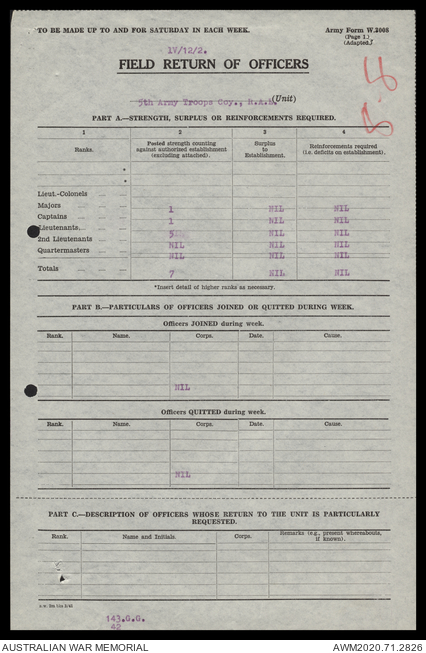 TO BE MADE UP TO AND FOR SATURDAY IN EACH WEEK.
Army Form W.3008
(Page 1.)
(Adapted.)
IV/12/2.
FIELD RETURN OF OFFICERS
5th Army Troops Coy., R.A.E. (Unit)
PART A.—STRENGTH, SURPLUS OR REINFORCEMENTS REQUIRED.
1 2 3 4
Ranks. Posted strength counting against authorized establishment (excluding attached). Surplus to Establishment. Reinforcements required (i.e. deficits on establishment).
*
*
Lieut.-Colonels
Majors 1 NIL NIL
Captains 1 NIL NIL
Lieutenants, 5 NIL NIL
2nd Lieutenants NIL NIL NIL
Quartermasters NIL NIL NIL
Totals 7 NIL NIL
*Insert detail of higher ranks as necessary.
PART B.—PARTICULARS OF OFFICERS JOINED OR QUITTED DURING WEEK.
Officers JOINED during week.
Rank. Name. Corps. Date. Cause.
NIL
Officers QUITTED during week.
Rank. Name. Corps. Date. Cause.
NIL
PART C.—DESCRIPTION OF OFFICERS WHOSE RETURN TO THE UNIT IS PARTICULARLY
REQUESTED.
Rank. Name and Initials. Corps. Remarks (e.g., present whereabouts, if known).
143.G.O.
42
AUSTRALIAN WAR MEMORIAL
AWM2020.71.2826